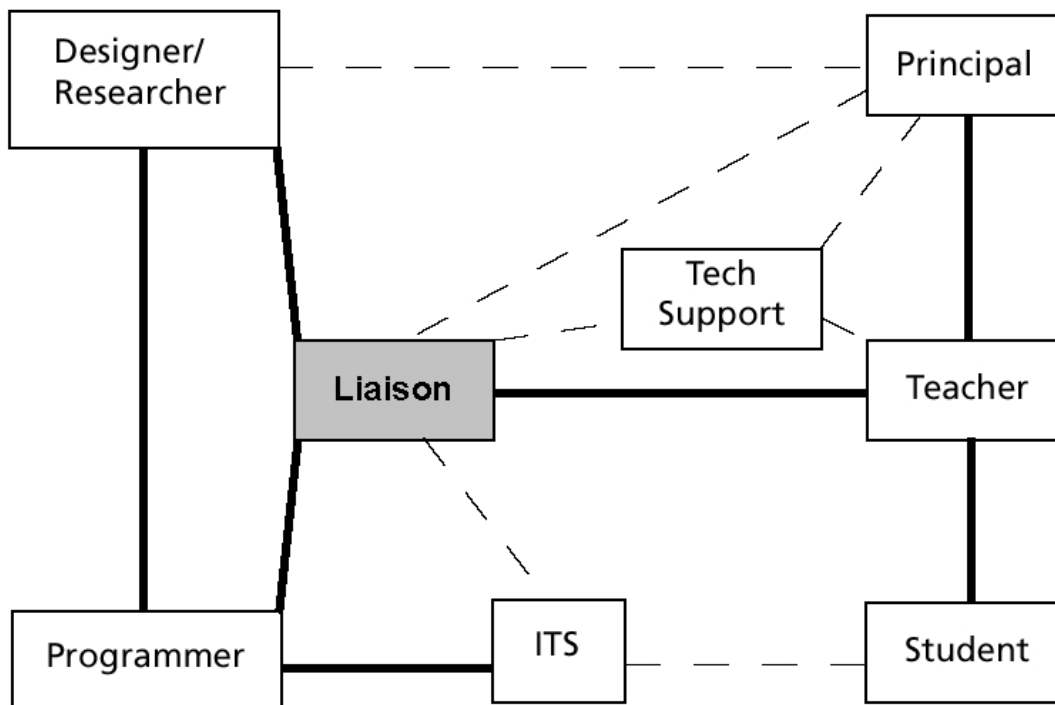 Designer/
Researcher
Principal
Tech
Support
Liaison
Teacher
Programmer
ITS
Student